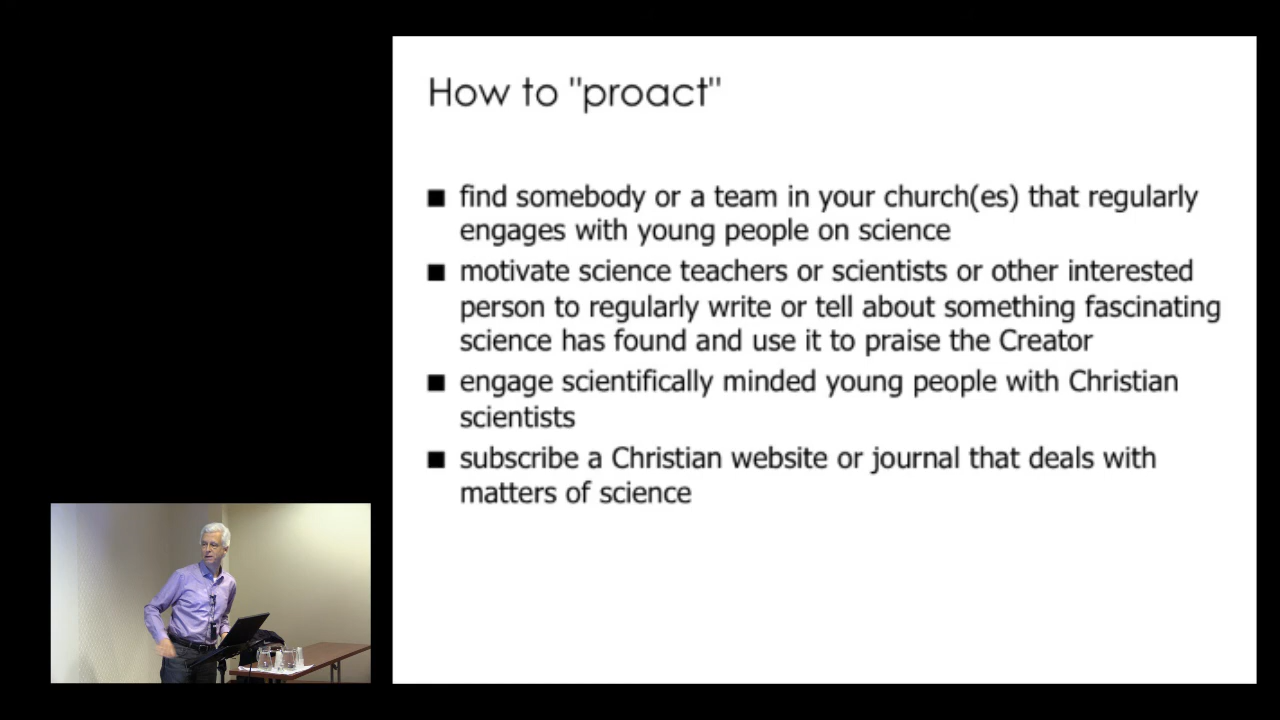 How to "proact"
■ find somebody or a team in your church(es) that regularly
engages with young people on science
■ motivate science teachers or scientists or other interested
person to regularly write or tell about something fascinating
science has found and use it to praise the Creator
■ engage scientifically minded young people with Christian
scientists
■ subscribe a Christian website or journal that deals with
matters of science